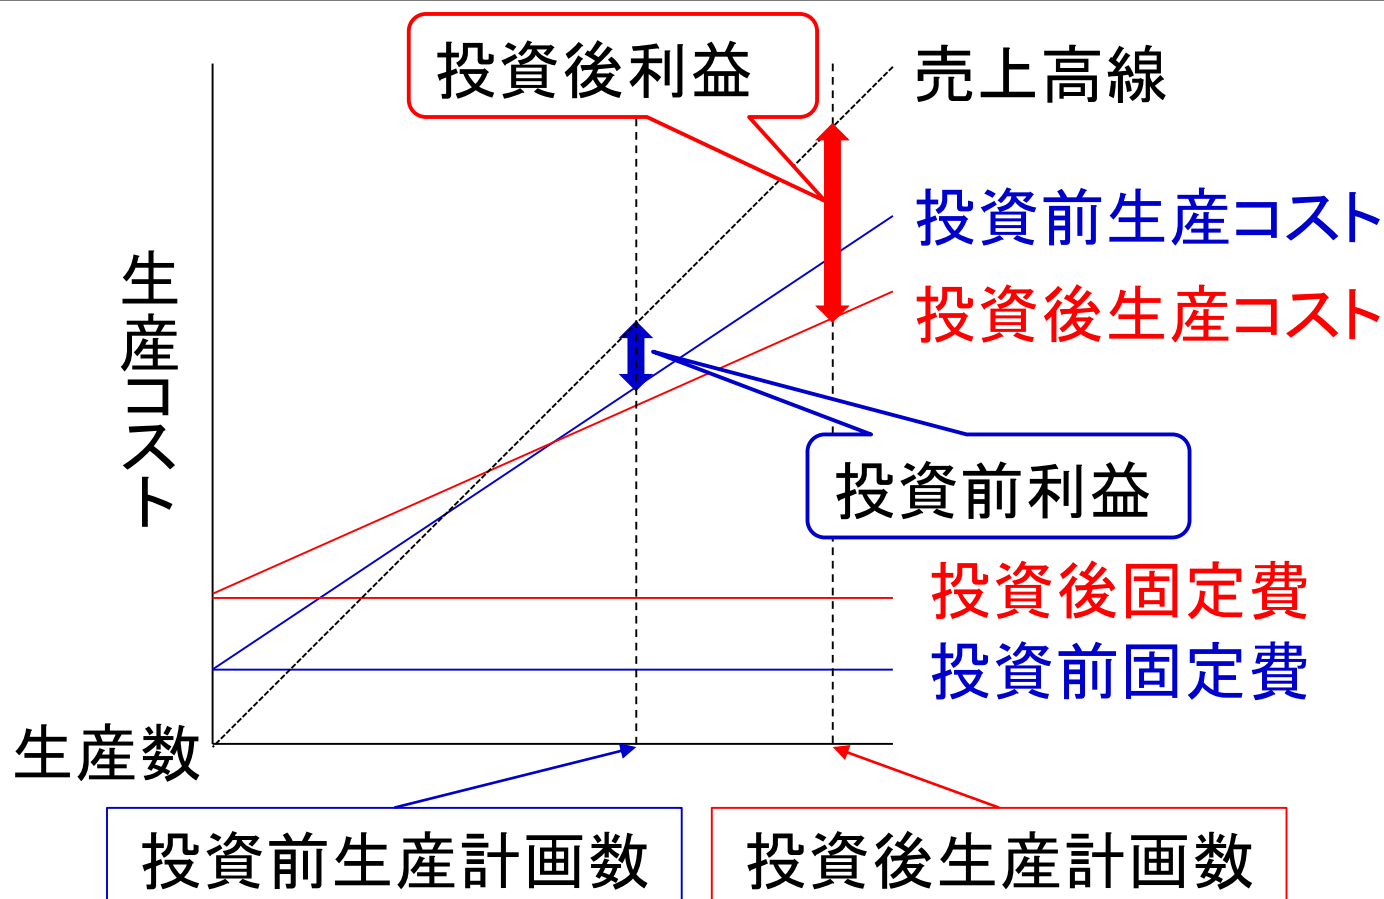 投資後利益
売上高線
投資前生産コスト
投資後生産コスト
生産コスト
投資前利益
投資後固定費
投資前固定費
生産数
投資前生産計画数
投資後生産計画数